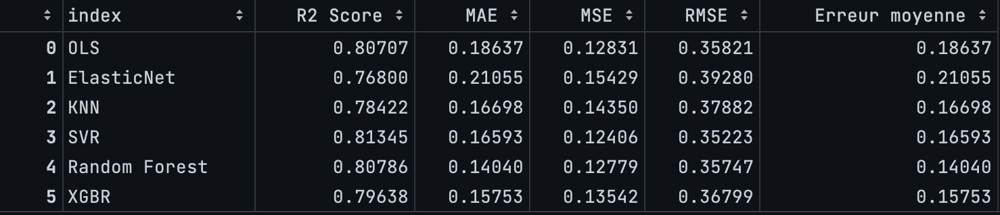 index R2 Score MAE MSE RMSE Erreur moyenne
0 OLS 0.80707 0.18637 0.12831 0.35821 0.18637
1 ElasticNet 0.76800 0.21055 0.15429 0.39280 0.21055
2 KNN 0.78422 0.16698 0.14350 0.37882 0.16698
3 SVR 0.81345 0.16593 0.12406 0.35223 0.16593
4 Random Forest 0.80786 0.14040 0.12779 0.35747 0.14040
5 XGBR 0.79638 0.15753 0.13542 0.36799 0.15753